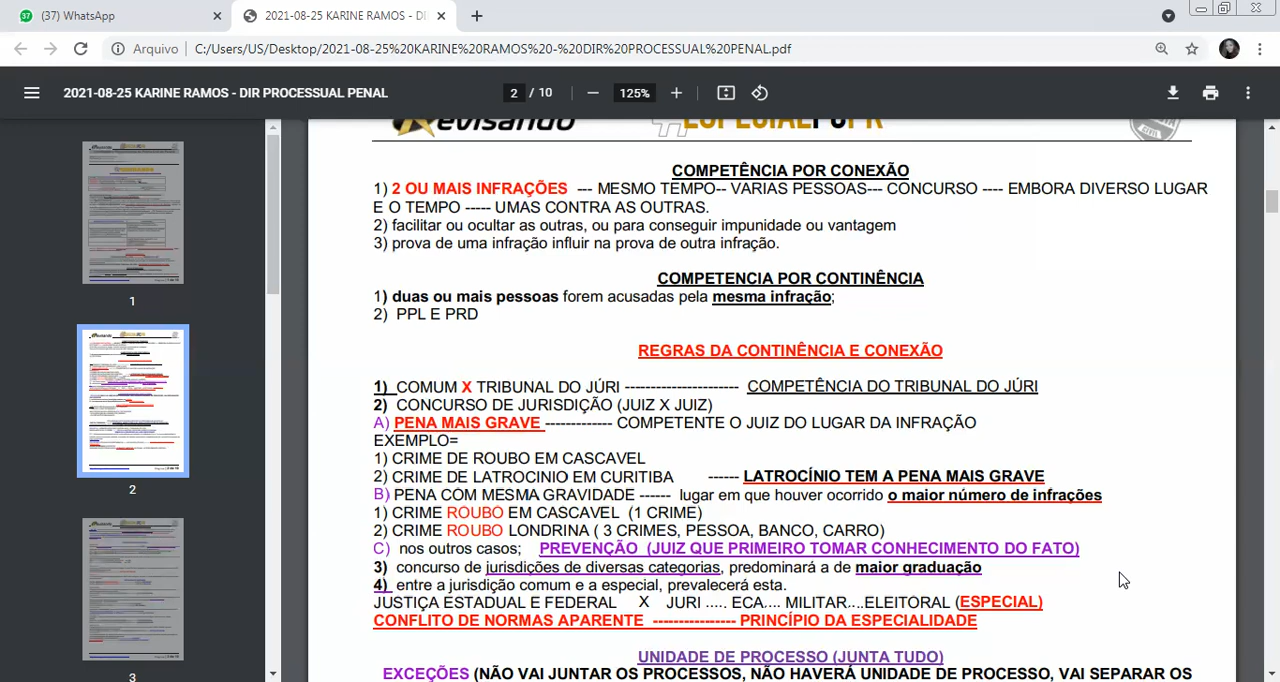 37 (37) WhatsApp
2021-08-25 KARINE RAMOS - DI
Arquivo C:/Users/US/Desktop/2021-08-25%20KARINE%20RAMOS%20-%20DIR%20PROCESSUAL%20PENAL.pdf
2021-08-25 KARINE RAMOS - DIR PROCESSUAL PENAL
2 / 10
125%
1
2
3
Revisando
#ESPECIALPCPR
COMPETÊNCIA POR CONEXÃO
1) 2 OU MAIS INFRAÇÕES --- MESMO TEMPO-- VARIAS PESSOAS--- CONCURSO ---- EMBORA DIVERSO LUGAR
E O TEMPO ----- UMAS CONTRA AS OUTRAS.
2) facilitar ou ocultar as outras, ou para conseguir impunidade ou vantagem
3) prova de uma infração influir na prova de outra infração.
COMPETENCIA POR CONTINÊNCIA
1) duas ou mais pessoas forem acusadas pela mesma infração;
2) PPL E PRD
REGRAS DA CONTINÊNCIA E CONEXÃO
1) COMUM X TRIBUNAL DO JÚRI --------------------- COMPETÊNCIA DO TRIBUNAL DO JÚRI
2) CONCURSO DE JURISDIÇÃO (JUIZ X JUIZ)
A) PENA MAIS GRAVE ------------- COMPETENTE O JUIZ DO LUGAR DA INFRAÇÃO
EXEMPLO=
1) CRIME DE ROUBO EM CASCAVEL
2) CRIME DE LATROCINIO EM CURITIBA ------ LATROCÍNIO TEM A PENA MAIS GRAVE
B) PENA COM MESMA GRAVIDADE ------ lugar em que houver ocorrido o maior número de infrações
1) CRIME ROUBO EM CASCAVEL (1 CRIME)
2) CRIME ROUBO LONDRINA ( 3 CRIMES, PESSOA, BANCO, CARRO)
C) nos outros casos; PREVENÇÃO (JUIZ QUE PRIMEIRO TOMAR CONHECIMENTO DO FATO)
3) concurso de jurisdições de diversas categorias, predominará a de maior graduação
4) entre a jurisdição comum e a especial, prevalecerá esta.
JUSTIÇA ESTADUAL E FEDERAL X JURI ..... ECA.... MILITAR....ELEITORAL (ESPECIAL)
CONFLITO DE NORMAS APARENTE --------------- PRINCÍPIO DA ESPECIALIDADE
UNIDADE DE PROCESSO (JUNTA TUDO)
EXCEÇÕES (NÃO VAI JUNTAR OS PROCESSOS, NÃO HAVERÁ UNIDADE DE PROCESSO, VAI SEPARAR OS